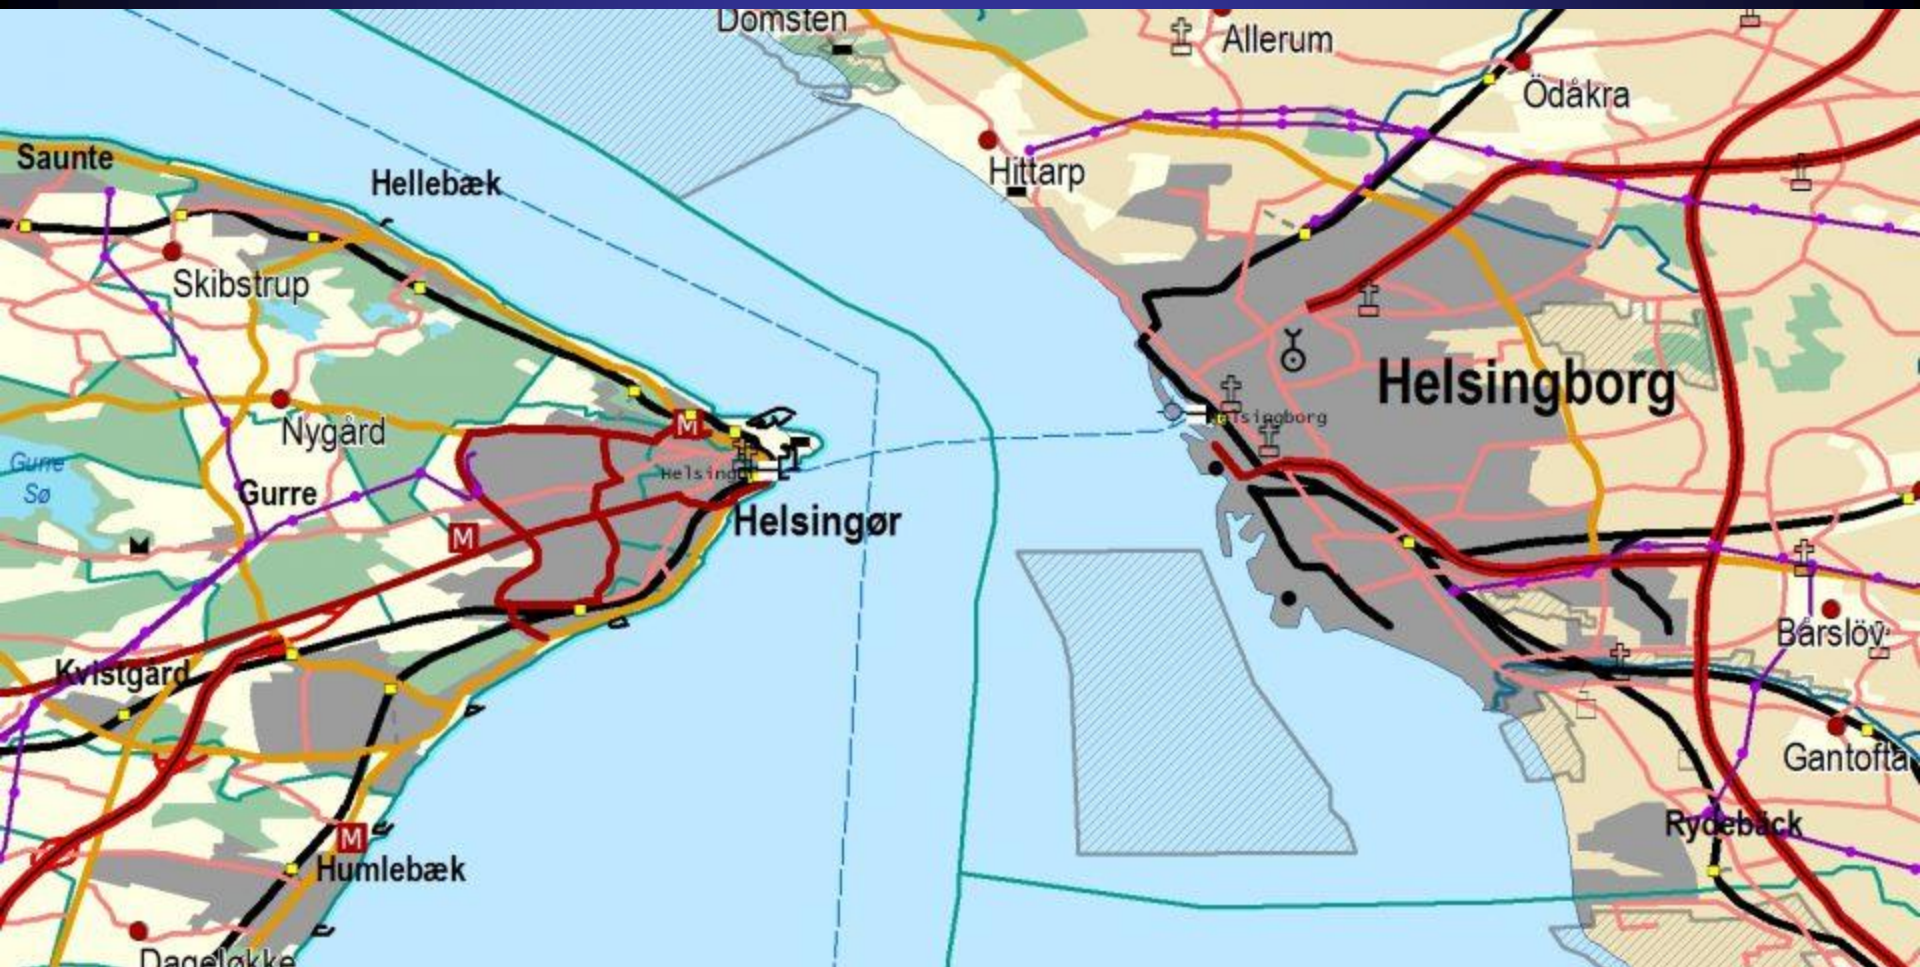 Domsten
Allerum
Ödåkra
Saunte
Hellebæk
Hittarp
Skibstrup
Helsingborg
Nygård
M
Helsingborg
Gurre
Sø
Helsingør
Gurre
Helsingør
M
Bårslöv
Kvistgård
Gantofta
Rydebäck
M
Humlebæk
Dageløkke